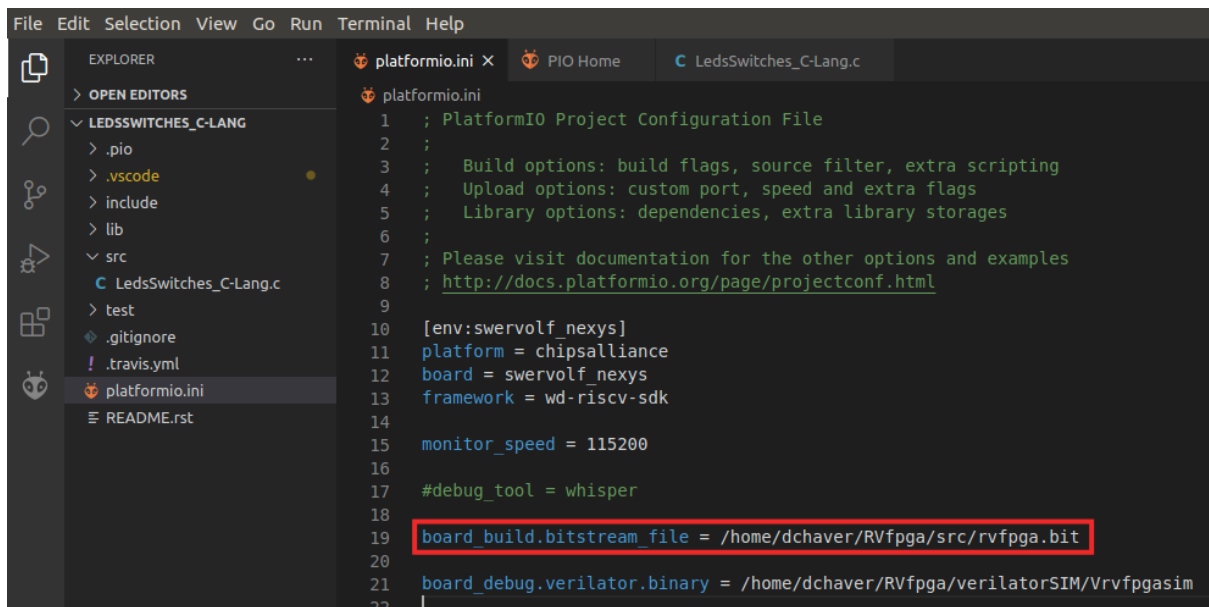 File Edit Selection View Go Run Terminal Help
EXPLORER ...
> OPEN EDITORS
LEDSSWITCHES_C-LANG
> .pio
> .vscode
> include
> lib
src
C LedsSwitches_C-Lang.c
> test
.gitignore
! .travis.yml
platformio.ini
README.rst
platformio.ini × PIO Home C LedsSwitches_C-Lang.c
platformio.ini
1 ; PlatformIO Project Configuration File
2 ;
3 ;   Build options: build flags, source filter, extra scripting
4 ;   Upload options: custom port, speed and extra flags
5 ;   Library options: dependencies, extra library storages
6 ;
7 ; Please visit documentation for the other options and examples
8 ; http://docs.platformio.org/page/projectconf.html
9
10 [env:swervolf_nexys]
11 platform = chipsalliance
12 board = swervolf_nexys
13 framework = wd-riscv-sdk
14
15 monitor_speed = 115200
16
17 #debug_tool = whisper
18
19 board_build.bitstream_file = /home/dchaver/RVfpga/src/rvfpga.bit
20
21 board_debug.verilator.binary = /home/dchaver/RVfpga/verilatorSIM/Vrvfpgasim
22